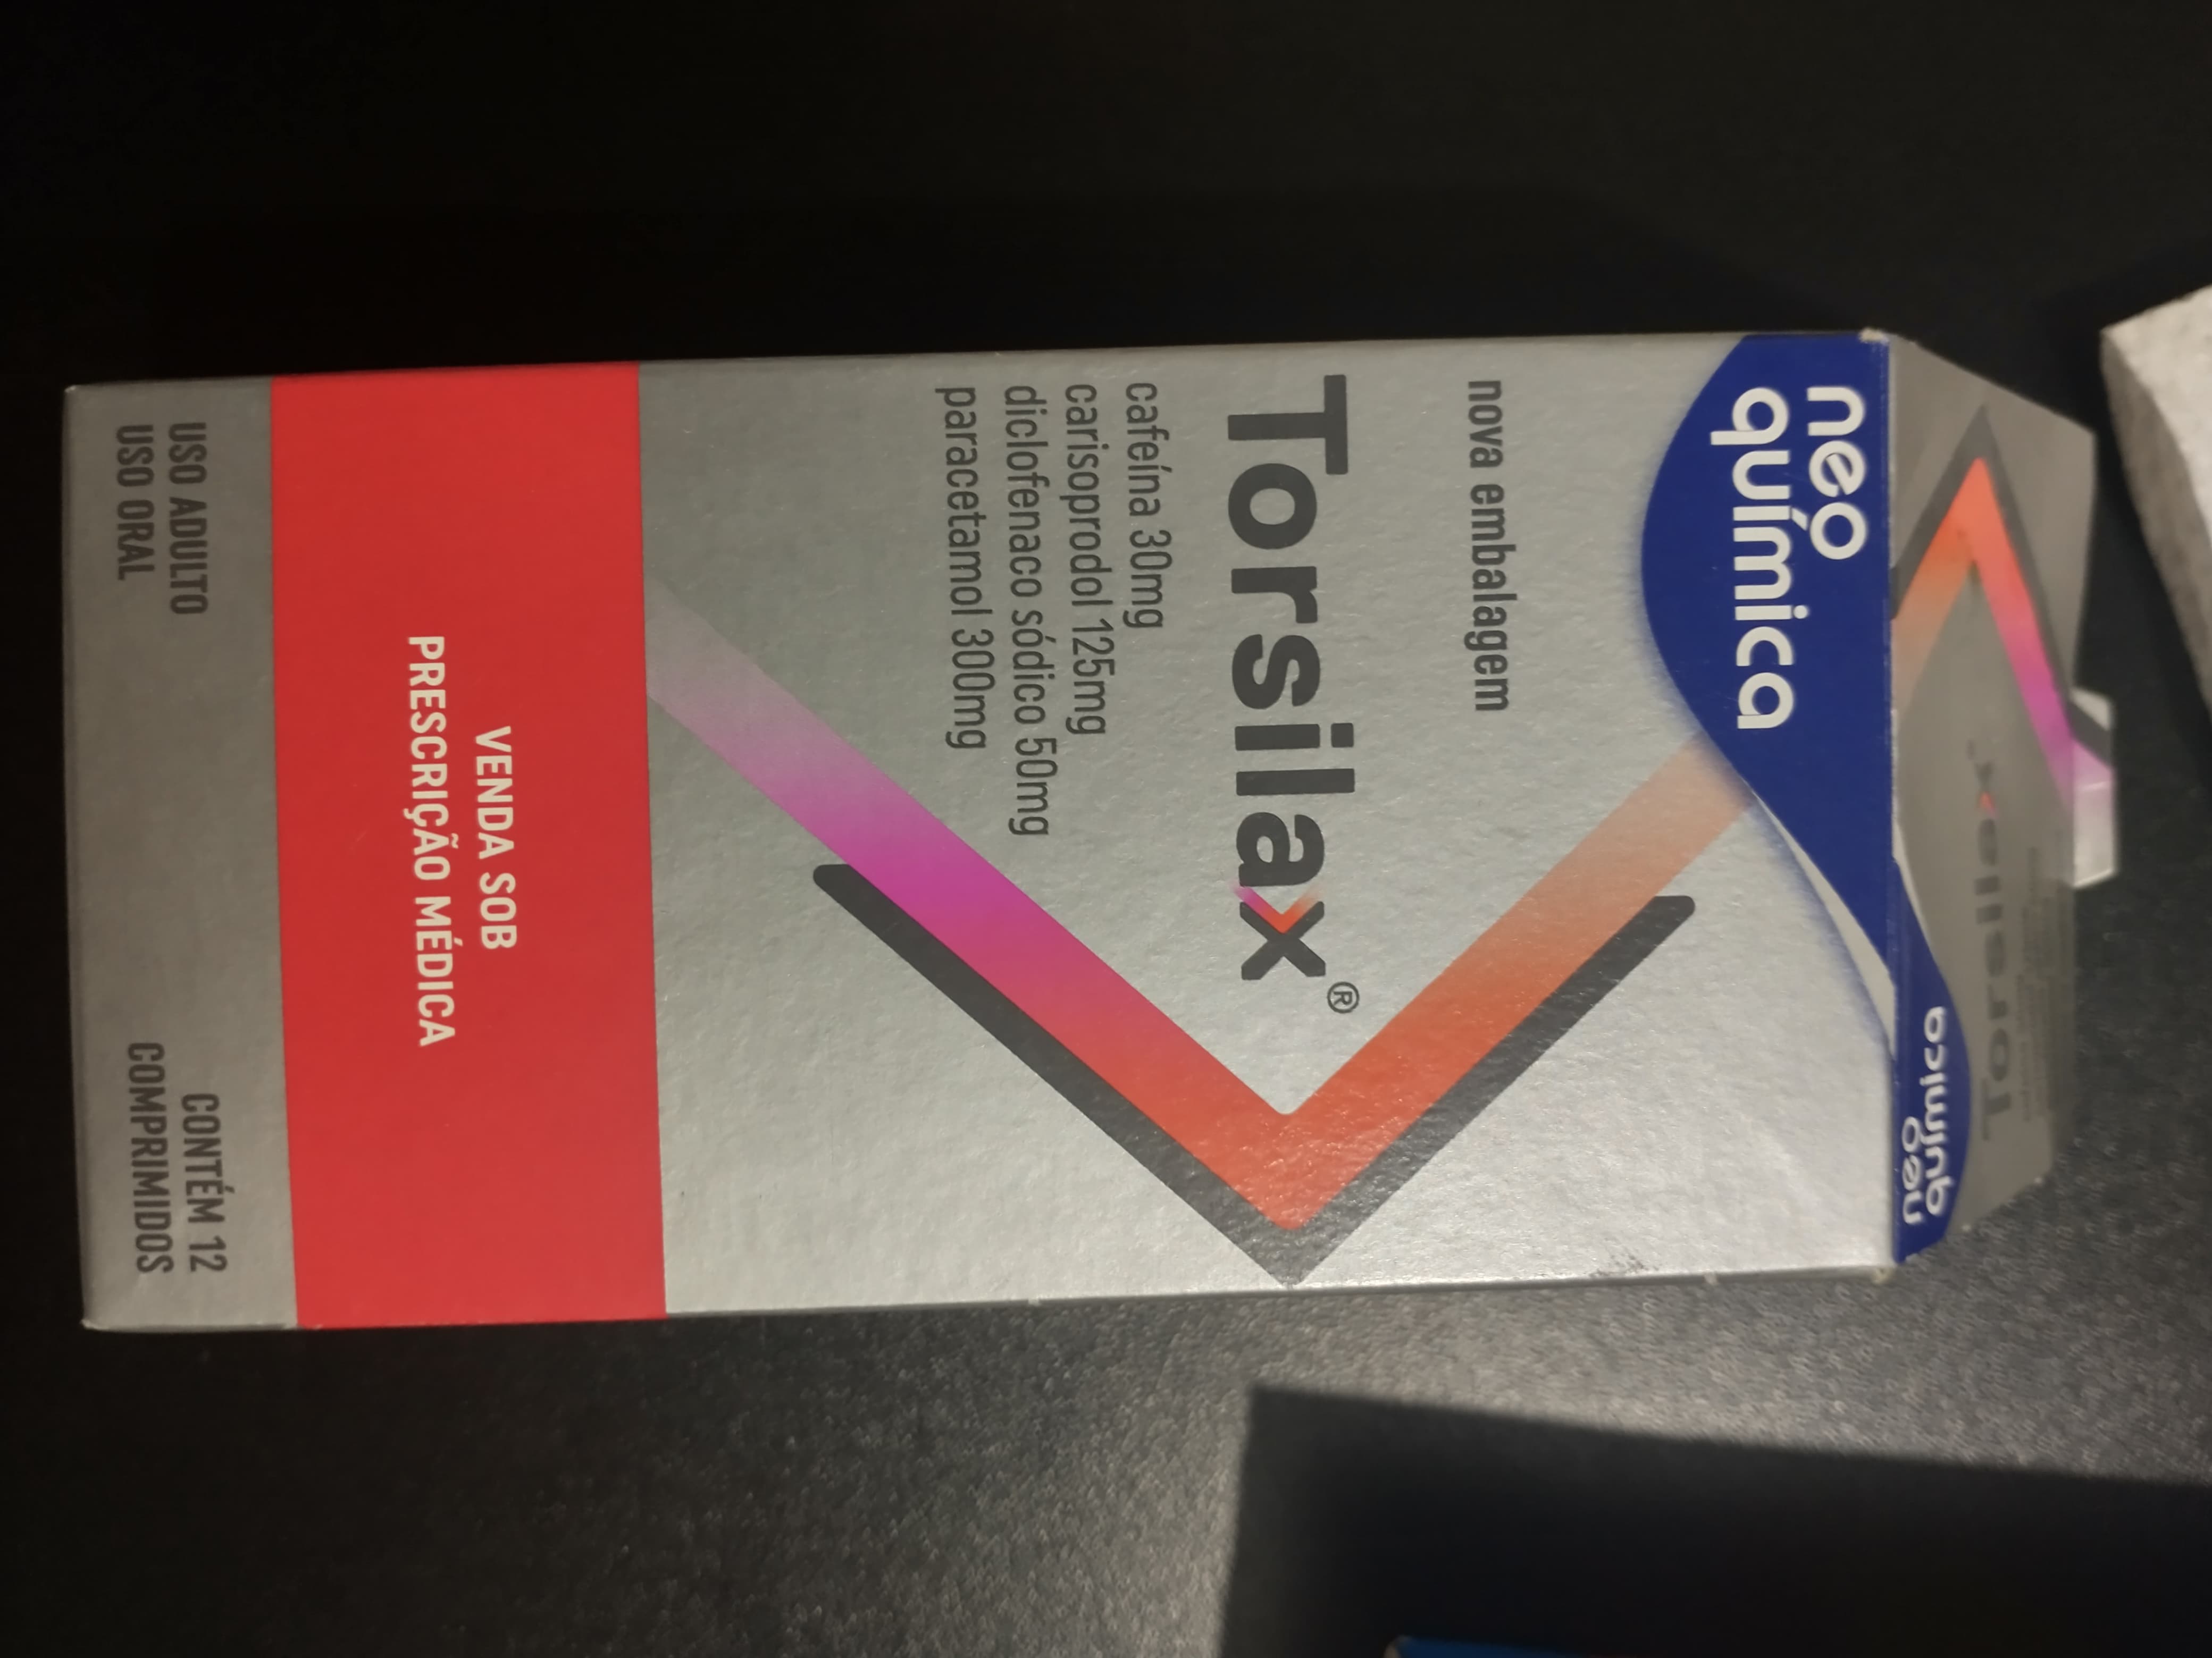 Torsilax
neo
química
neo
química
nova embalagem
Torsilax®
cafeína 30mg
carisoprodol 125mg
diclofenaco sódico 50mg
paracetamol 300mg
VENDA SOB
PRESCRIÇÃO MÉDICA
USO ADULTO
USO ORAL
CONTÉM 12
COMPRIMIDOS